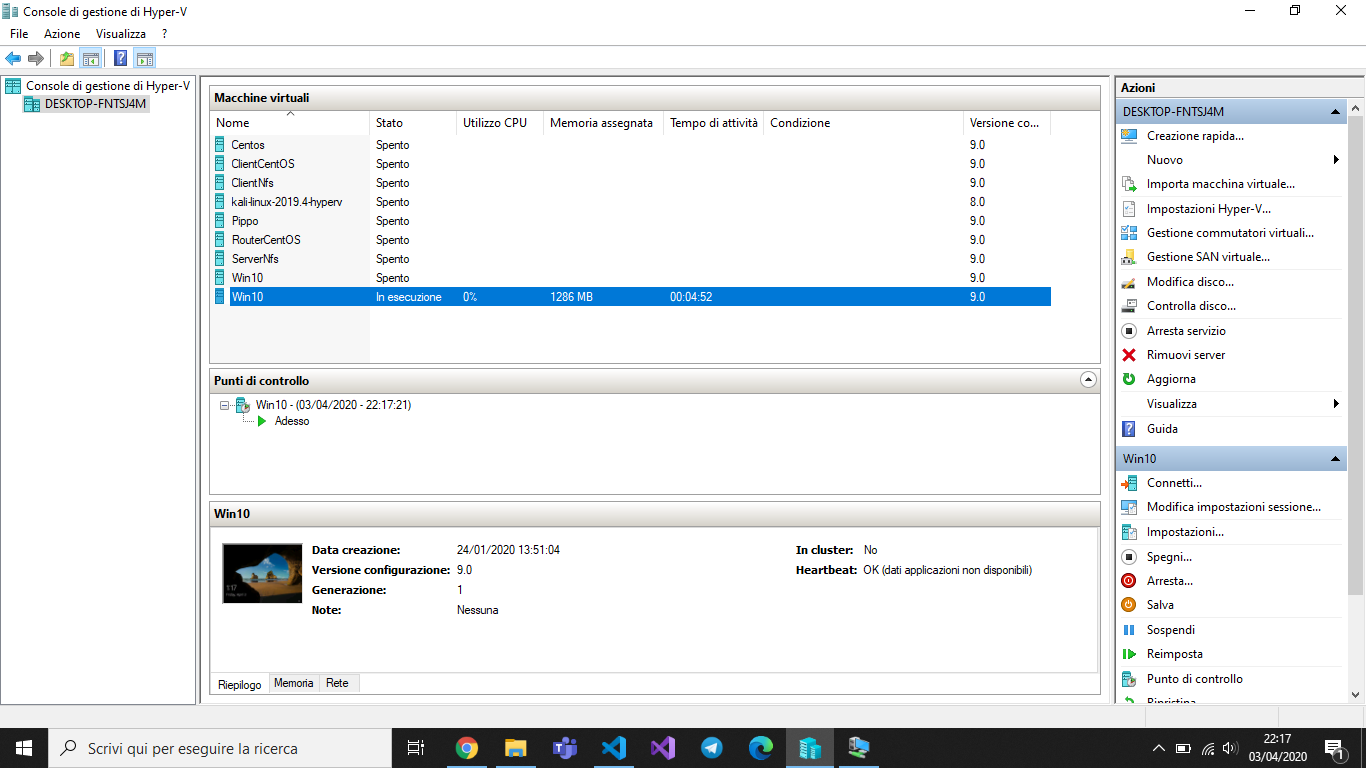 Console di gestione di Hyper-V
File Azione Visualizza ?
Console di gestione di Hyper-V
DESKTOP-FNTSJ4M
Macchine virtuali
Nome Stato Utilizzo CPU Memoria assegnata Tempo di attività Condizione Versione co...
Centos Spento 9.0
ClientCentOS Spento 9.0
ClientNfs Spento 9.0
kali-linux-2019.4-hyperv Spento 8.0
Pippo Spento 9.0
RouterCentOS Spento 9.0
ServerNfs Spento 9.0
Win10 Spento 9.0
Win10 In esecuzione 0% 1286 MB 00:04:52 9.0
Punti di controllo
Win10 - (03/04/2020 - 22:17:21)
Adesso
Win10
Data creazione: 24/01/2020 13:51:04 In cluster: No
Versione configurazione: 9.0 Heartbeat: OK (dati applicazioni non disponibili)
Generazione: 1
Note: Nessuna
Riepilogo Memoria Rete
Azioni
DESKTOP-FNTSJ4M
Creazione rapida...
Nuovo
Importa macchina virtuale...
Impostazioni Hyper-V...
Gestione commutatori virtuali...
Gestione SAN virtuale...
Modifica disco...
Controlla disco...
Arresta servizio
Rimuovi server
Aggiorna
Visualizza
Guida
Win10
Connetti...
Modifica impostazioni sessione...
Impostazioni...
Spegni...
Arresta...
Salva
Sospendi
Reimposta
Punto di controllo
Ripristina
Scrivi qui per eseguire la ricerca
22:17
03/04/2020
1